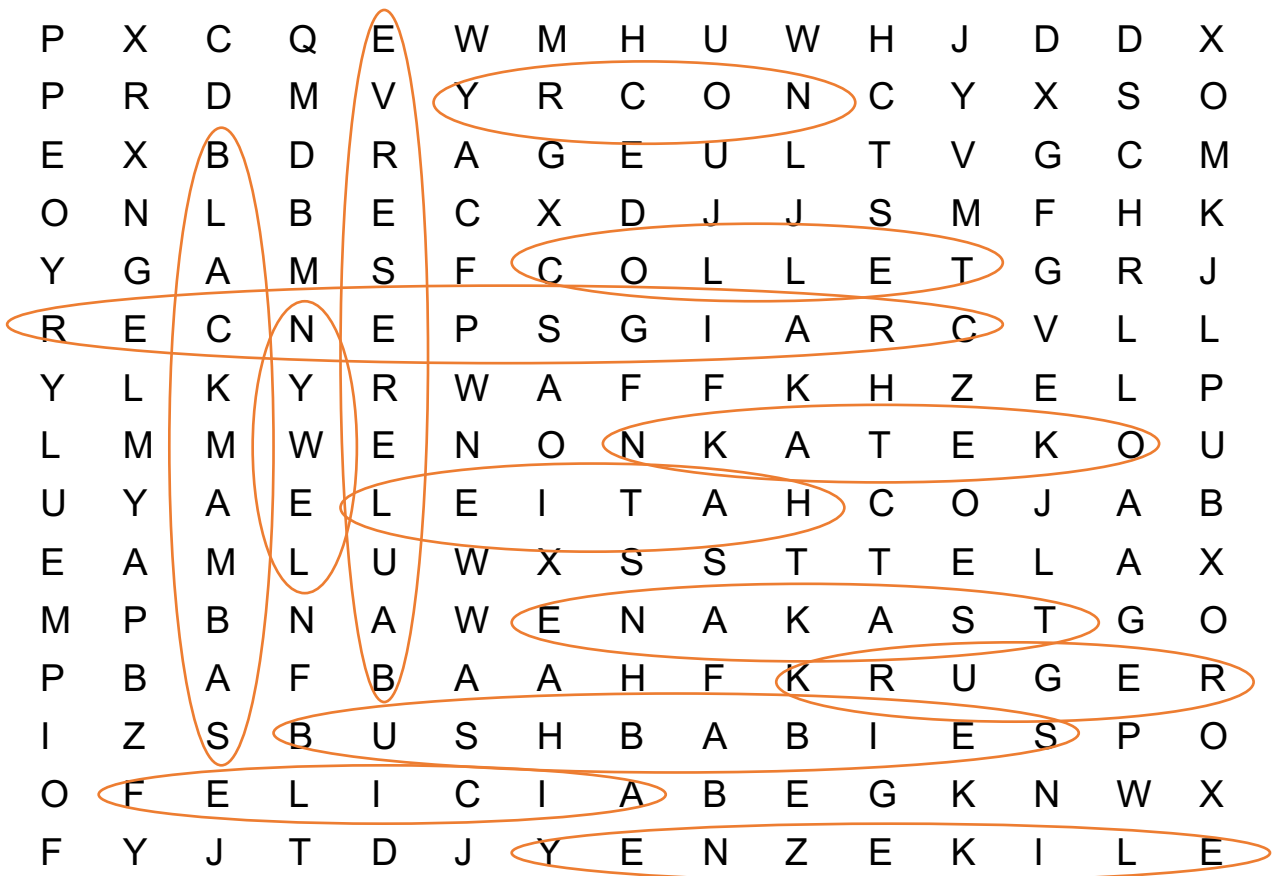 P X C Q E W M H U W H J D D X
P R D M V Y R C O N C Y X S O
E X B D R A G E U L T V G C M
O N L B E C X D J J S M F H K
Y G A M S F C O L L E T G R J
R E C N E P S G I A R C V L L
Y L K Y R W A F F K H Z E L P
L M M W E N O N K A T E K O U
U Y A E L E I T A H C O J A B
E A M L U W X S S T T E L A X
M P B N A W E N A K A S T G O
P B A F B A A H F K R U G E R
I Z S B U S H B A B I E S P O
O F E L I C I A B E G K N W X
F Y J T D J Y E N Z E K I L E